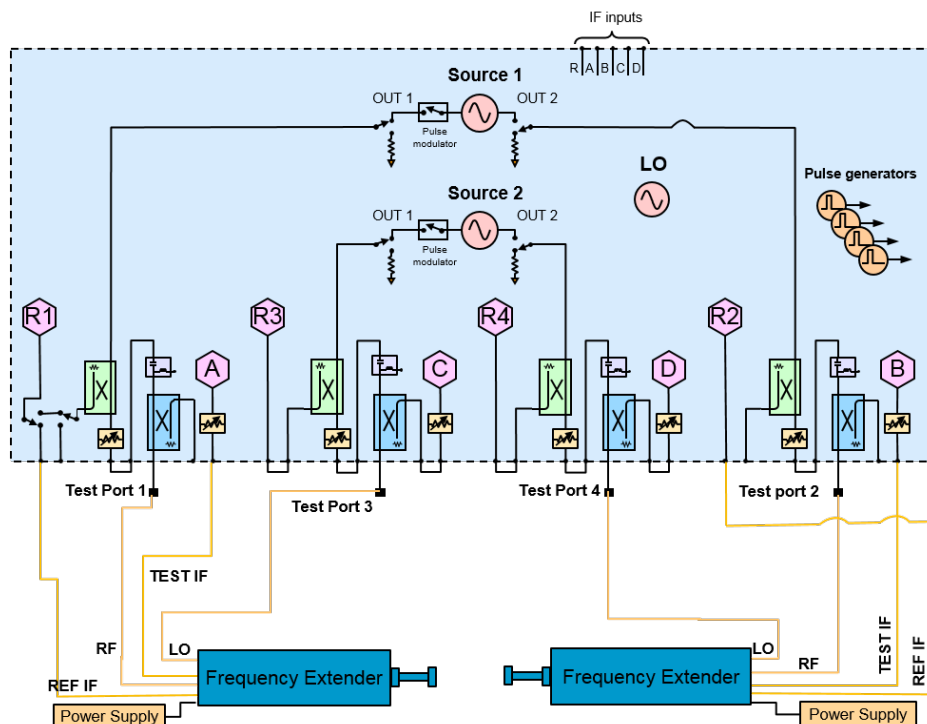 IF inputs
R A B C D
Source 1
OUT 1
OUT 2
Pulse
modulator
LO
Pulse generators
Source 2
OUT 1
OUT 2
Pulse
modulator
R1
R3
R4
R2
A
C
D
B
Test Port 1
Test Port 3
Test Port 4
Test port 2
TEST IF
RF
LO
REF IF
Frequency Extender
Power Supply
LO
RF
TEST IF
REF IF
Frequency Extender
Power Supply